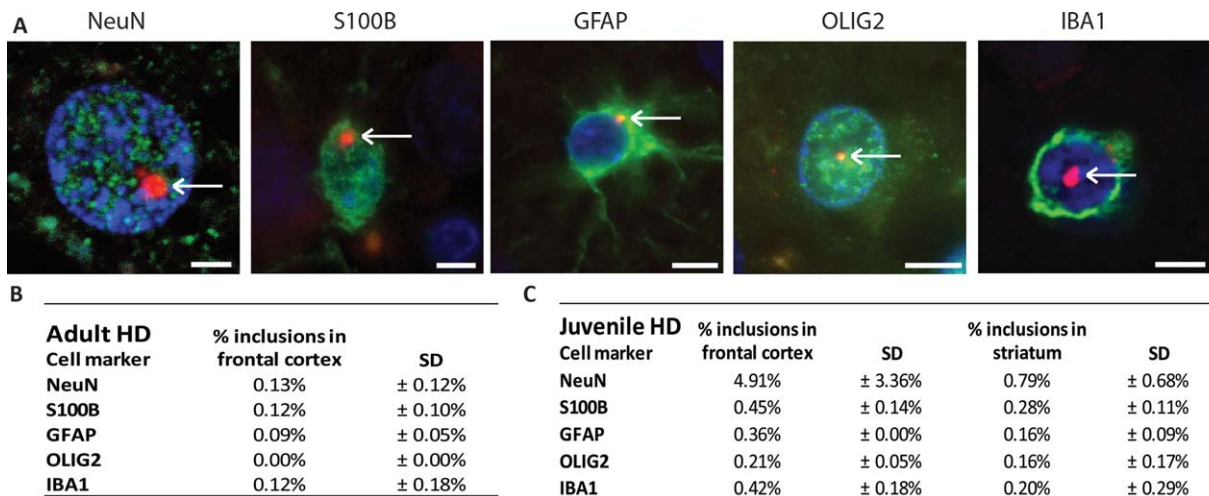 A NeuN S100B GFAP OLIG2 IBA1
B
Adult HD % inclusions in
Cell marker frontal cortex SD
NeuN 0.13% ± 0.12%
S100B 0.12% ± 0.10%
GFAP 0.09% ± 0.05%
OLIG2 0.00% ± 0.00%
IBA1 0.12% ± 0.18%
C
Juvenile HD % inclusions in % inclusions in
Cell marker frontal cortex SD striatum SD
NeuN 4.91% ± 3.36% 0.79% ± 0.68%
S100B 0.45% ± 0.14% 0.28% ± 0.11%
GFAP 0.36% ± 0.00% 0.16% ± 0.09%
OLIG2 0.21% ± 0.05% 0.16% ± 0.17%
IBA1 0.42% ± 0.18% 0.20% ± 0.29%